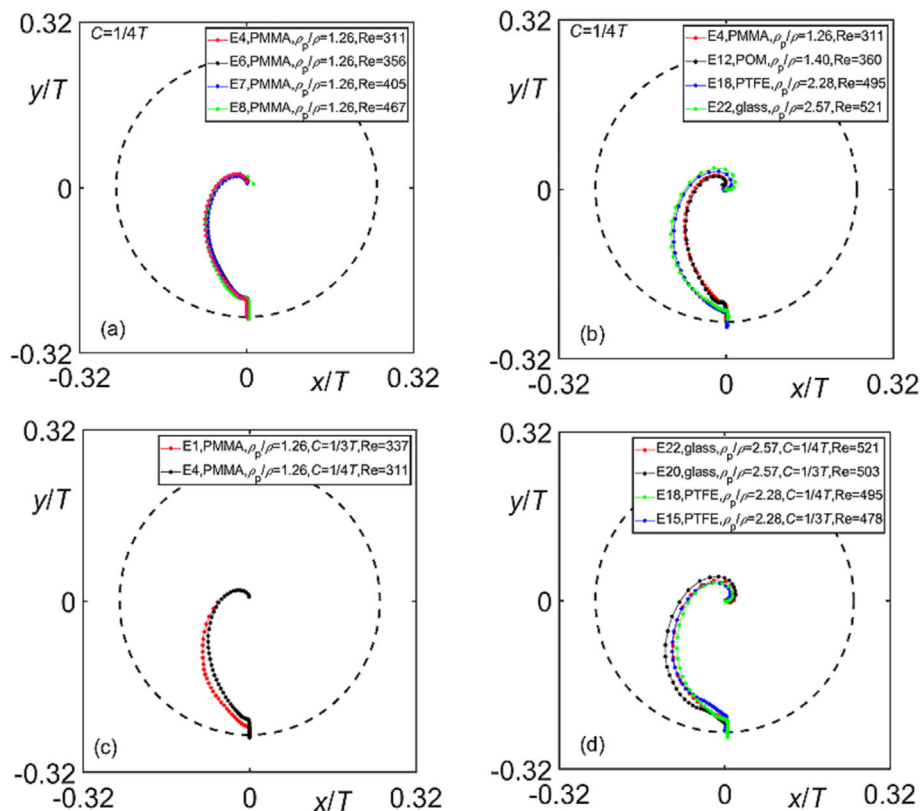 0.32
C=1/4T
E4,PMMA,ρp/ρ=1.26,Re=311
E6,PMMA,ρp/ρ=1.26,Re=356
E7,PMMA,ρp/ρ=1.26,Re=405
E8,PMMA,ρp/ρ=1.26,Re=467
y/T
0
(a)
-0.32
-0.32
0
0.32
x/T
0.32
C=1/4T
E4,PMMA,ρp/ρ=1.26,Re=311
E12,POM,ρp/ρ=1.40,Re=360
E18,PTFE,ρp/ρ=2.28,Re=495
E22,glass,ρp/ρ=2.57,Re=521
y/T
0
(b)
-0.32
-0.32
0
0.32
x/T
0.32
E1,PMMA,ρp/ρ=1.26,C=1/3T,Re=337
E4,PMMA,ρp/ρ=1.26,C=1/4T,Re=311
y/T
0
(c)
-0.32
-0.32
0
0.32
x/T
0.32
E22,glass,ρp/ρ=2.57,C=1/4T,Re=521
E20,glass,ρp/ρ=2.57,C=1/3T,Re=503
E18,PTFE,ρp/ρ=2.28,C=1/4T,Re=495
E15,PTFE,ρp/ρ=2.28,C=1/3T,Re=478
y/T
0
(d)
-0.32
-0.32
0
0.32
x/T